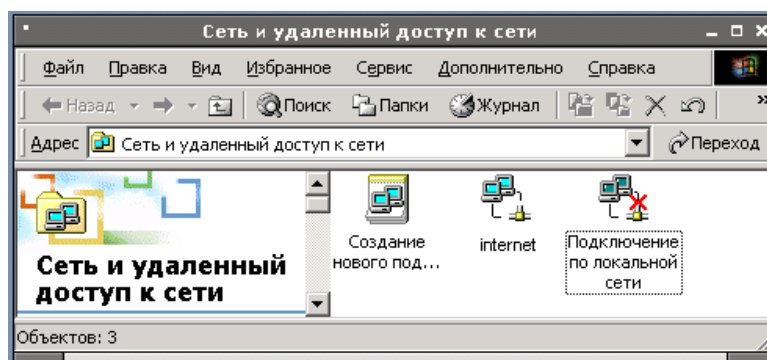 Сеть и удаленный доступ к сети
Файл Правка Вид Избранное Сервис Дополнительно Справка
Назад Поиск Папки Журнал
Адрес Сеть и удаленный доступ к сети Переход
Сеть и удаленный
доступ к сети
Создание
нового под...
internet
Подключение
по локальной
сети
Объектов: 3